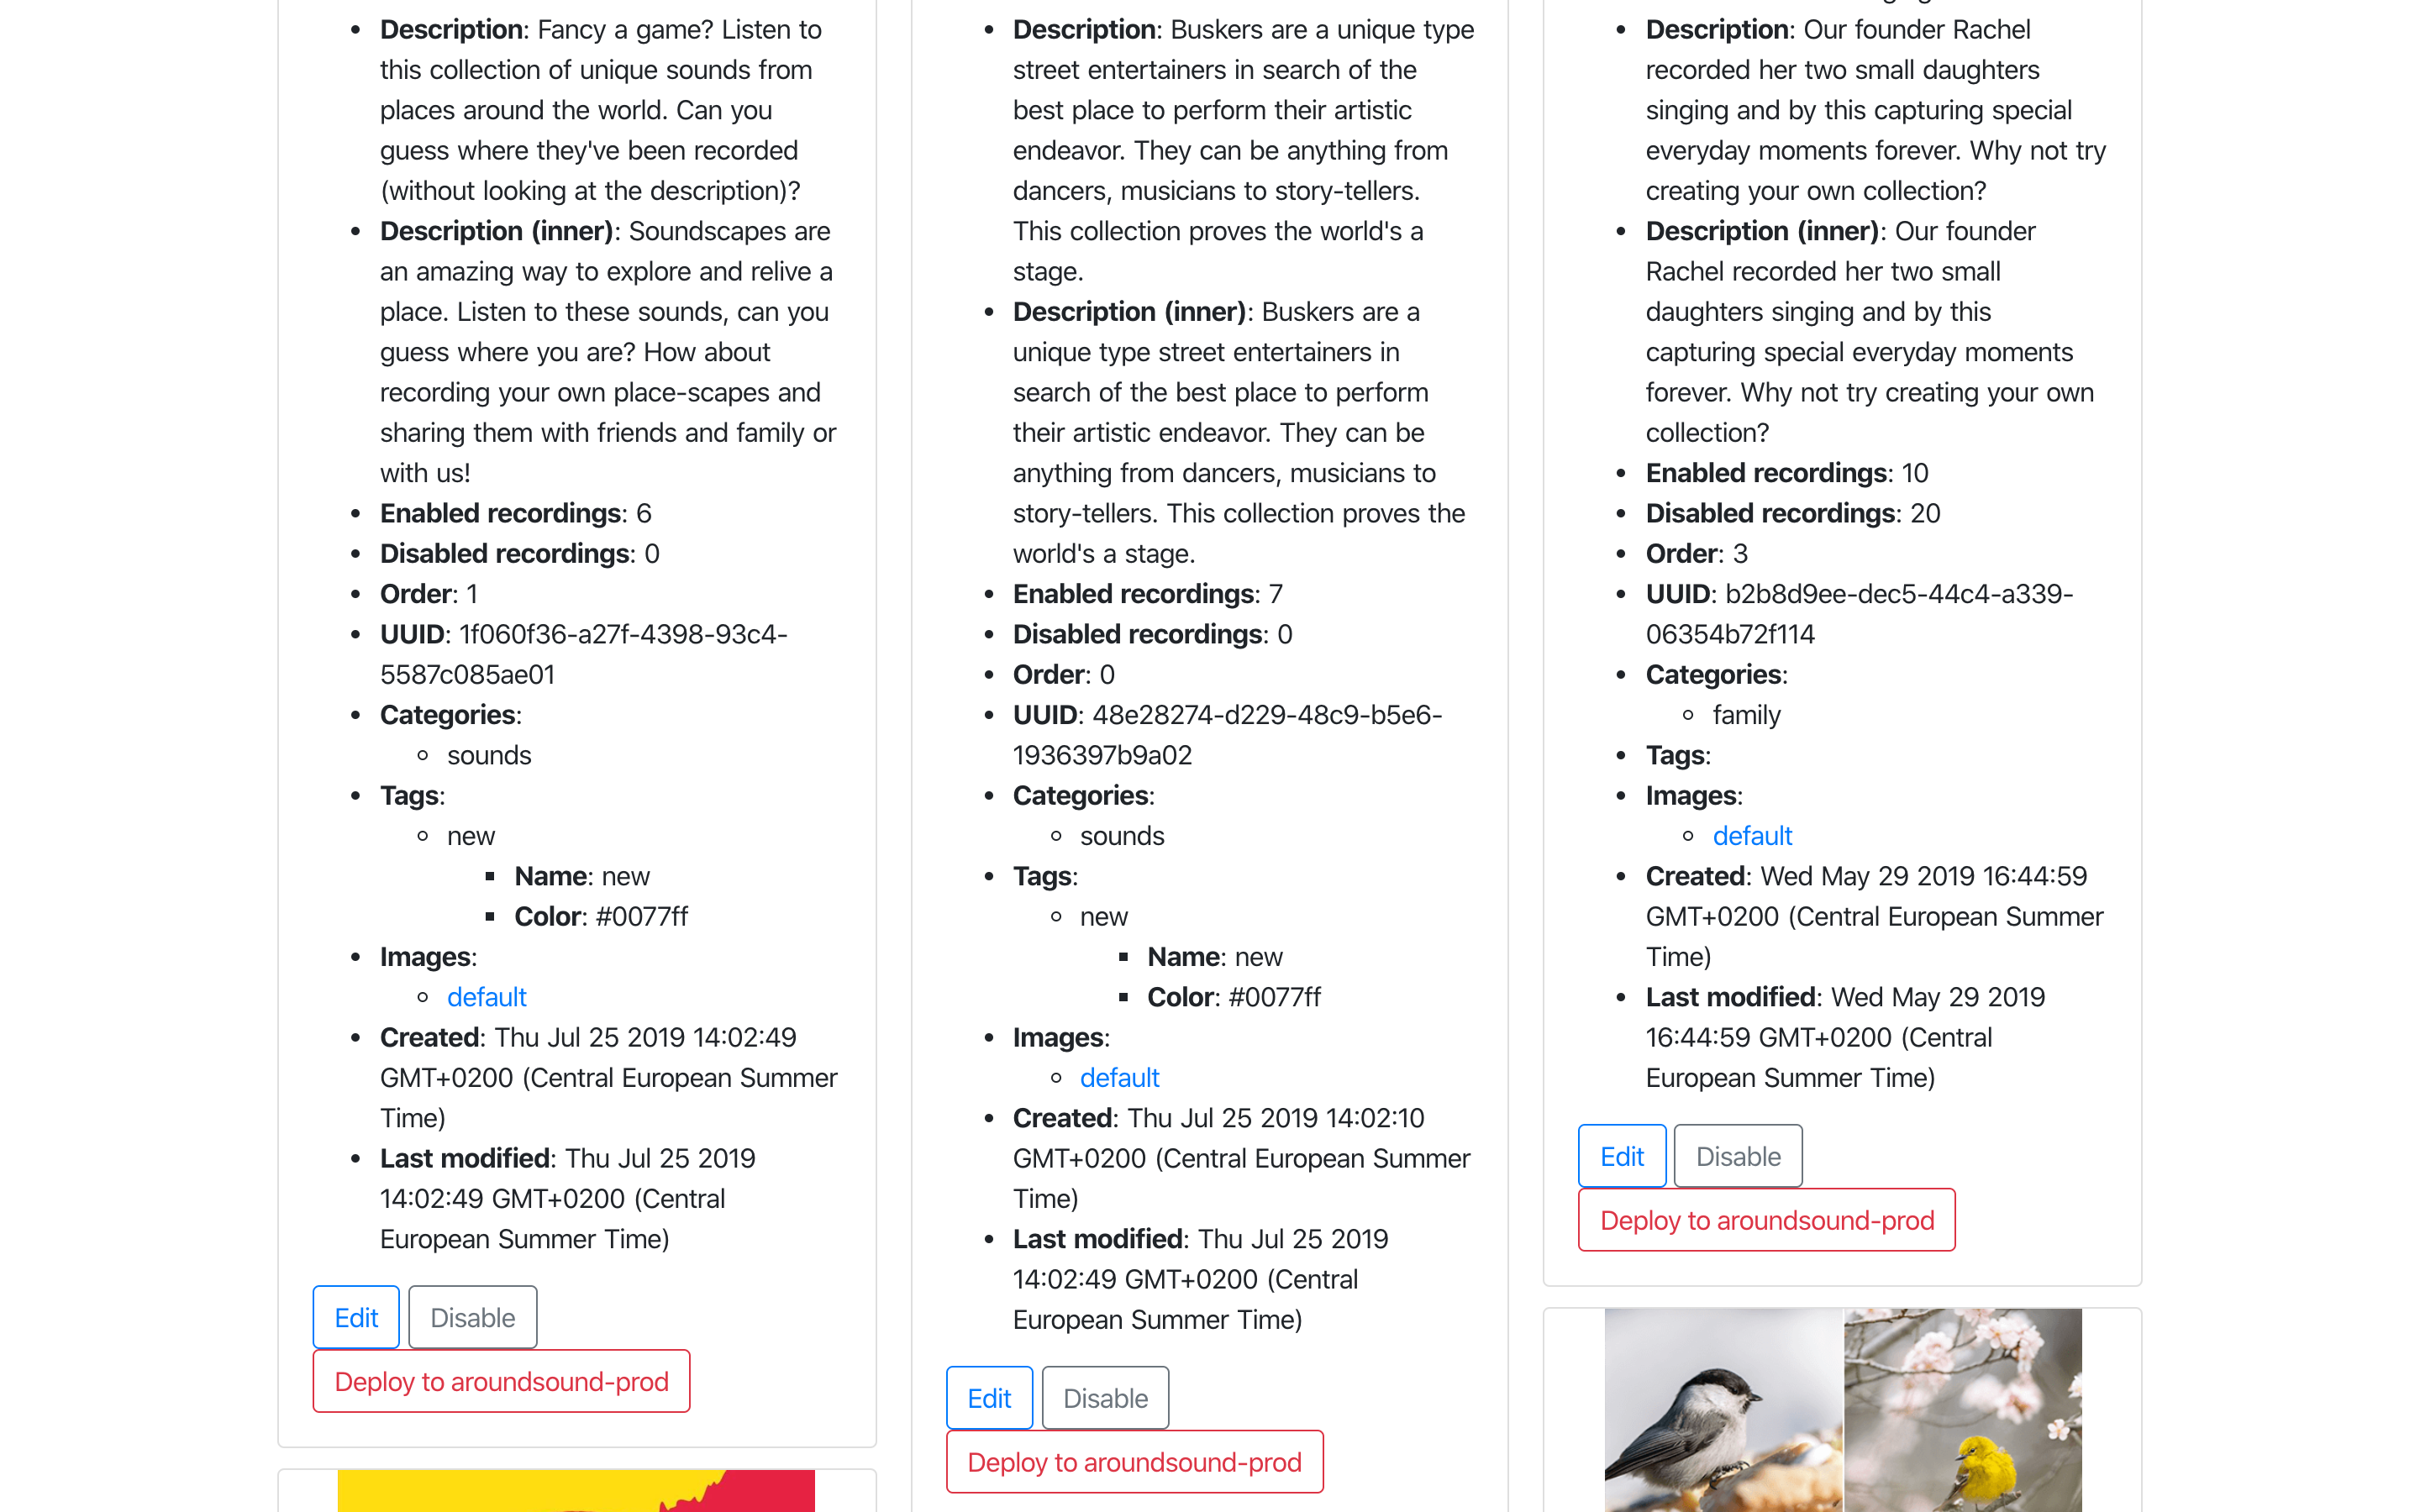 Description: Fancy a game? Listen to
this collection of unique sounds from
places around the world. Can you
guess where they've been recorded
(without looking at the description)?
Description (inner): Soundscapes are
an amazing way to explore and relive a
place. Listen to these sounds, can you
guess where you are? How about
recording your own place-scapes and
sharing them with friends and family or
with us!
Enabled recordings: 6
Disabled recordings: 0
Order: 1
UUID: 1f060f36-a27f-4398-93c4-
5587c085ae01
Categories:
sounds
Tags:
new
Name: new
Color: #0077ff
Images:
default
Created: Thu Jul 25 2019 14:02:49
GMT+0200 (Central European Summer
Time)
Last modified: Thu Jul 25 2019
14:02:49 GMT+0200 (Central
European Summer Time)
Edit Disable
Deploy to aroundsound-prod
Description: Buskers are a unique type
street entertainers in search of the
best place to perform their artistic
endeavor. They can be anything from
dancers, musicians to story-tellers.
This collection proves the world's a
stage.
Description (inner): Buskers are a
unique type street entertainers in
search of the best place to perform
their artistic endeavor. They can be
anything from dancers, musicians to
story-tellers. This collection proves the
world's a stage.
Enabled recordings: 7
Disabled recordings: 0
Order: 0
UUID: 48e28274-d229-48c9-b5e6-
1936397b9a02
Categories:
sounds
Tags:
new
Name: new
Color: #0077ff
Images:
default
Created: Thu Jul 25 2019 14:02:10
GMT+0200 (Central European Summer
Time)
Last modified: Thu Jul 25 2019
14:02:49 GMT+0200 (Central
European Summer Time)
Edit Disable
Deploy to aroundsound-prod
Description: Our founder Rachel
recorded her two small daughters
singing and by this capturing special
everyday moments forever. Why not try
creating your own collection?
Description (inner): Our founder
Rachel recorded her two small
daughters singing and by this
capturing special everyday moments
forever. Why not try creating your own
collection?
Enabled recordings: 10
Disabled recordings: 20
Order: 3
UUID: b2b8d9ee-dec5-44c4-a339-
06354b72f114
Categories:
family
Tags:
Images:
default
Created: Wed May 29 2019 16:44:59
GMT+0200 (Central European Summer
Time)
Last modified: Wed May 29 2019
16:44:59 GMT+0200 (Central
European Summer Time)
Edit Disable
Deploy to aroundsound-prod